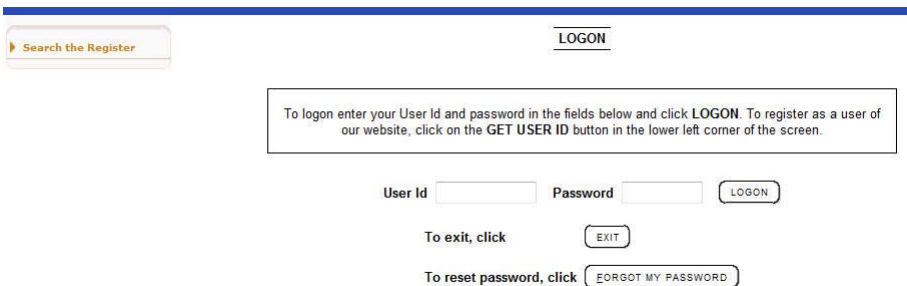 Search the Register
LOGON
To logon enter your User Id and password in the fields below and click LOGON. To register as a user of
our website, click on the GET USER ID button in the lower left corner of the screen.
User Id Password LOGON
To exit, click EXIT
To reset password, click FORGOT MY PASSWORD